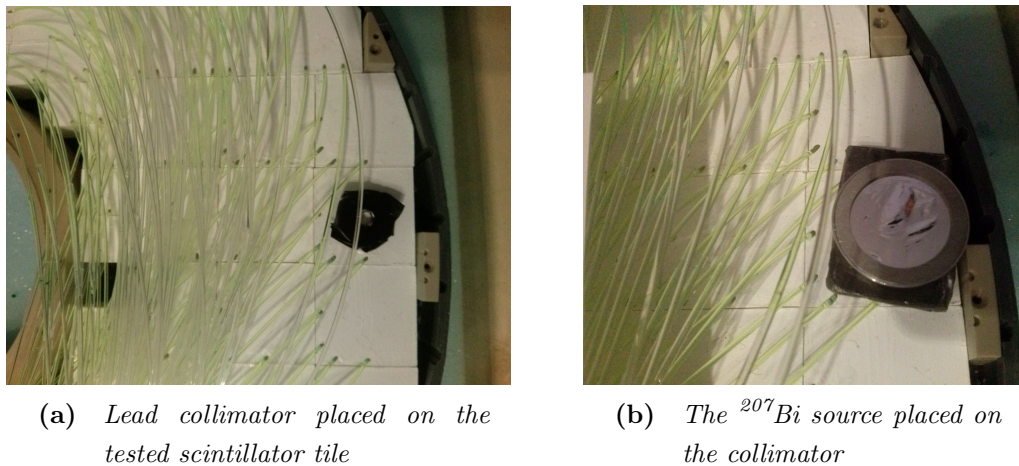 (a) Lead collimator placed on the
tested scintillator tile
(b) The ²⁰⁷Bi source placed on
the collimator